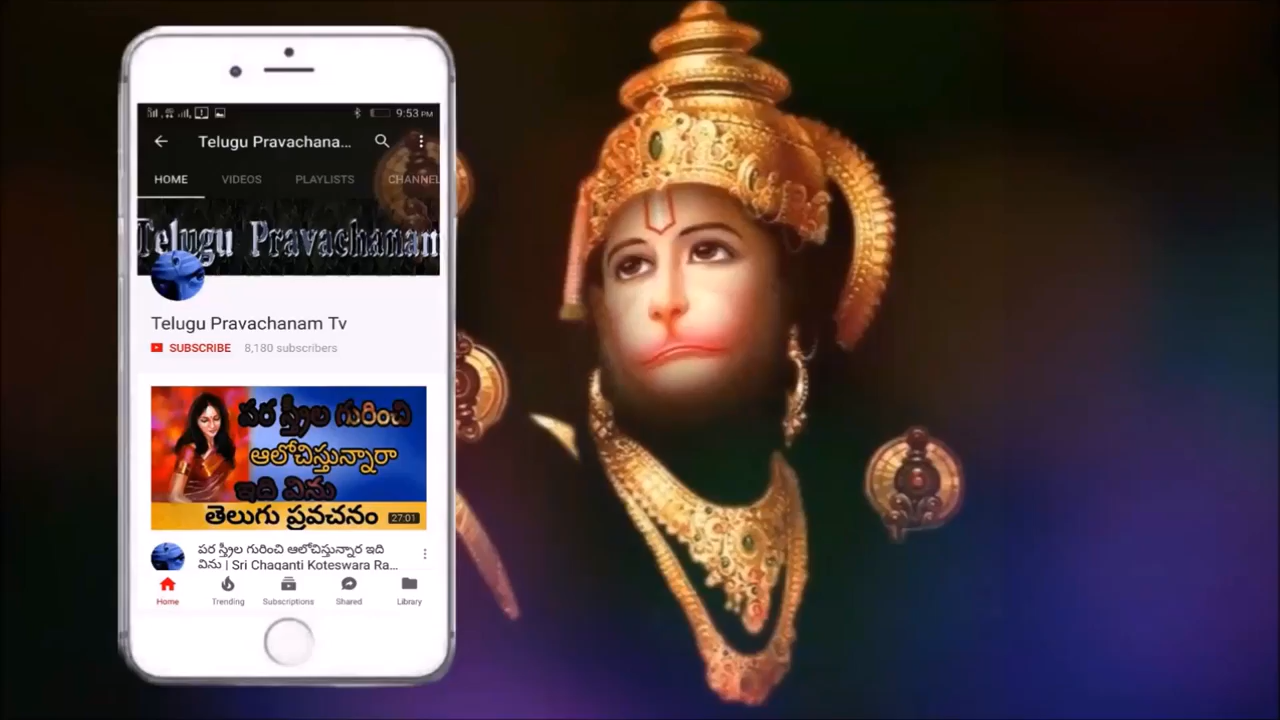 9:53 PM
Telugu Pravachana...
HOME VIDEOS PLAYLISTS CHANNEL
Telugu Pravachanam
Telugu Pravachanam Tv
SUBSCRIBE 8,180 subscribers
పర స్త్రీల గురించి
ఆలోచిస్తున్నారా
ఇది విను
తెలుగు ప్రవచనం 27:01
పర స్త్రీల గురించి ఆలోచిస్తున్నార ఇది
విను | Sri Chaganti Koteswara Ra...
Home Trending Subscriptions Shared Library